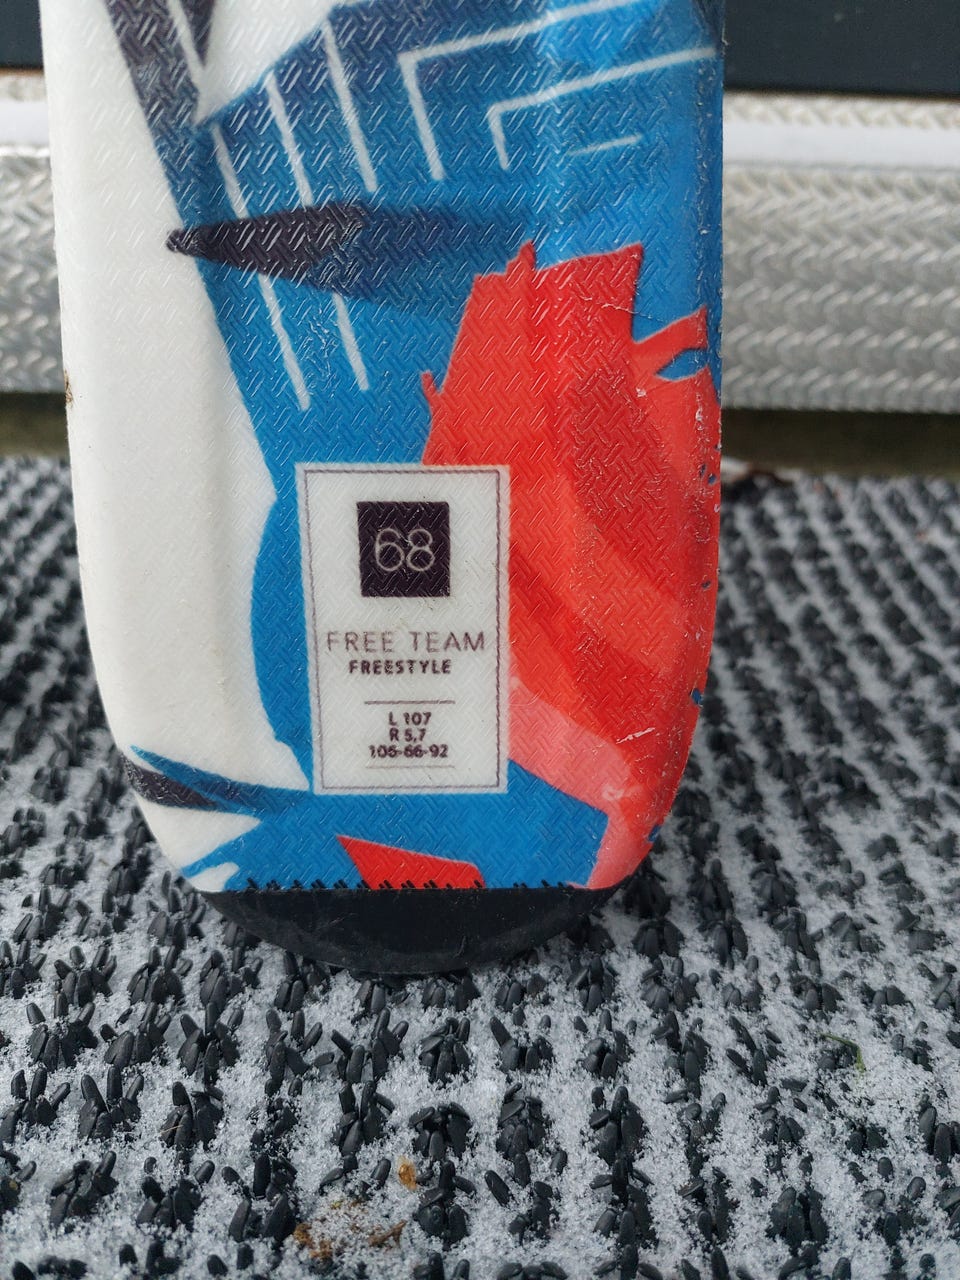 68
FREE TEAM
FREESTYLE
L 107
R 5,7
106-66-92